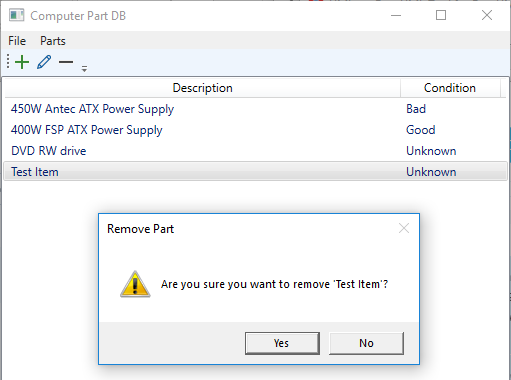 Computer Part DB
File Parts
Description Condition
450W Antec ATX Power Supply Bad
400W FSP ATX Power Supply Good
DVD RW drive Unknown
Test Item Unknown
Remove Part
Are you sure you want to remove 'Test Item'?
Yes No